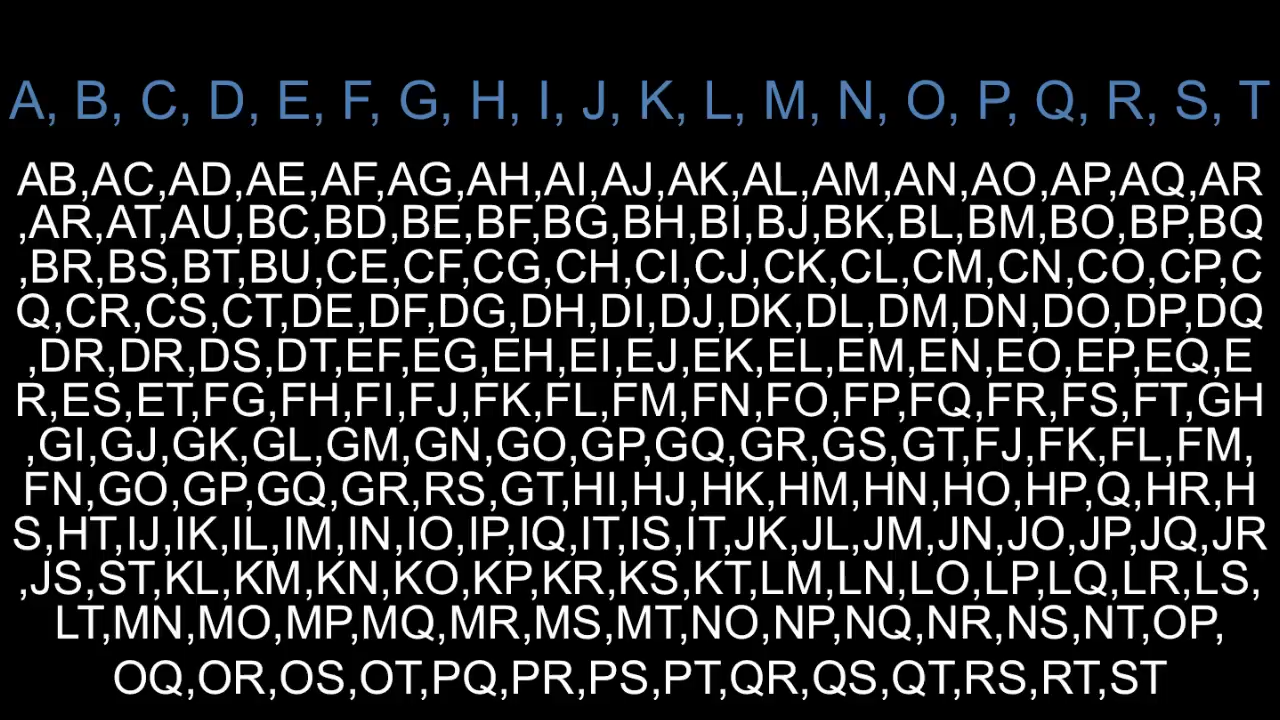 A, B, C, D, E, F, G, H, I, J, K, L, M, N, O, P, Q, R, S, T
AB,AC,AD,AE,AF,AG,AH,AI,AJ,AK,AL,AM,AN,AO,AP,AQ,AR
,AR,AT,AU,BC,BD,BE,BF,BG,BH,BI,BJ,BK,BL,BM,BO,BP,BQ
,BR,BS,BT,BU,CE,CF,CG,CH,CI,CJ,CK,CL,CM,CN,CO,CP,C
Q,CR,CS,CT,DE,DF,DG,DH,DI,DJ,DK,DL,DM,DN,DO,DP,DQ
,DR,DR,DS,DT,EF,EG,EH,EI,EJ,EK,EL,EM,EN,EO,EP,EQ,E
R,ES,ET,FG,FH,FI,FJ,FK,FL,FM,FN,FO,FP,FQ,FR,FS,FT,GH
,GI,GJ,GK,GL,GM,GN,GO,GP,GQ,GR,GS,GT,FJ,FK,FL,FM,
FN,GO,GP,GQ,GR,RS,GT,HI,HJ,HK,HM,HN,HO,HP,Q,HR,H
S,HT,IJ,IK,IL,IM,IN,IO,IP,IQ,IT,IS,IT,JK,JL,JM,JN,JO,JP,JQ,JR
,JS,ST,KL,KM,KN,KO,KP,KR,KS,KT,LM,LN,LO,LP,LQ,LR,LS,
LT,MN,MO,MP,MQ,MR,MS,MT,NO,NP,NQ,NR,NS,NT,OP,
OQ,OR,OS,OT,PQ,PR,PS,PT,QR,QS,QT,RS,RT,ST